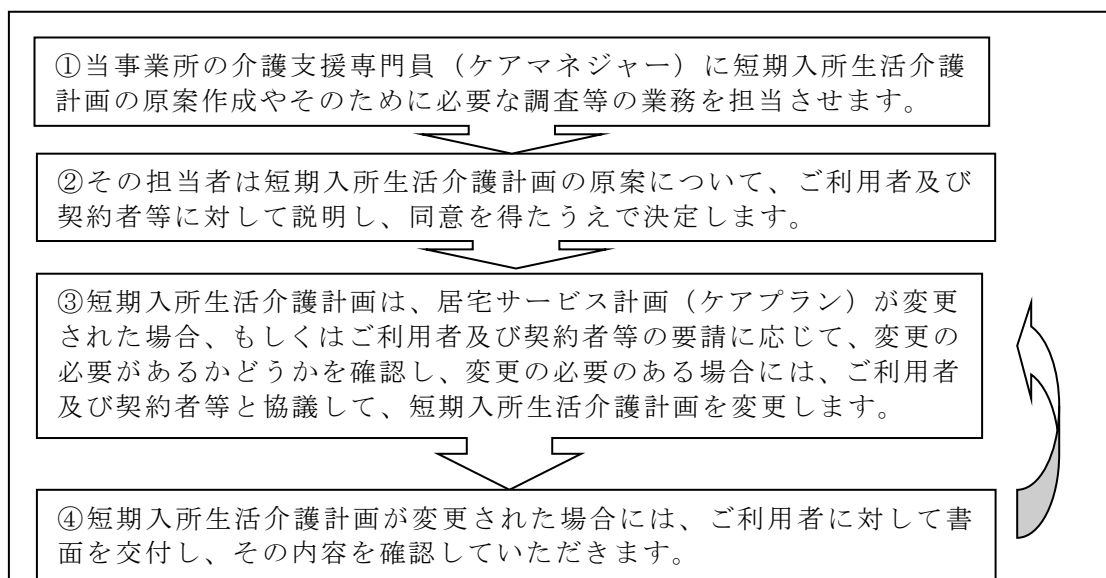 ①当事業所の介護支援専門員（ケアマネジャー）に短期入所生活介護
計画の原案作成やそのために必要な調査等の業務を担当させます。
②その担当者は短期入所生活介護計画の原案について、ご利用者及び
契約者等に対して説明し、同意を得たうえで決定します。
③短期入所生活介護計画は、居宅サービス計画（ケアプラン）が変更
された場合、もしくはご利用者及び契約者等の要請に応じて、変更の
必要があるかどうかを確認し、変更の必要のある場合には、ご利用者
及び契約者等と協議して、短期入所生活介護計画を変更します。
④短期入所生活介護計画が変更された場合には、ご利用者に対して書
面を交付し、その内容を確認していただきます。